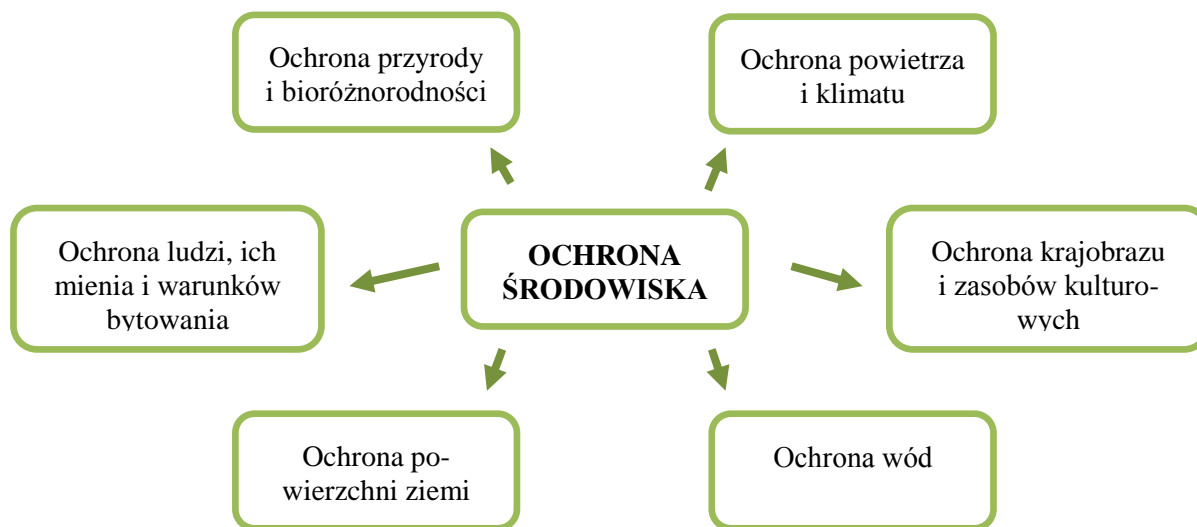 Ochrona przyrody
i bioróżnorodności
Ochrona powietrza
i klimatu
Ochrona ludzi, ich
mienia i warunków
bytowania
OCHRONA
ŚRODOWISKA
Ochrona krajobrazu
i zasobów kulturo-
wych
Ochrona po-
wierzchni ziemi
Ochrona wód